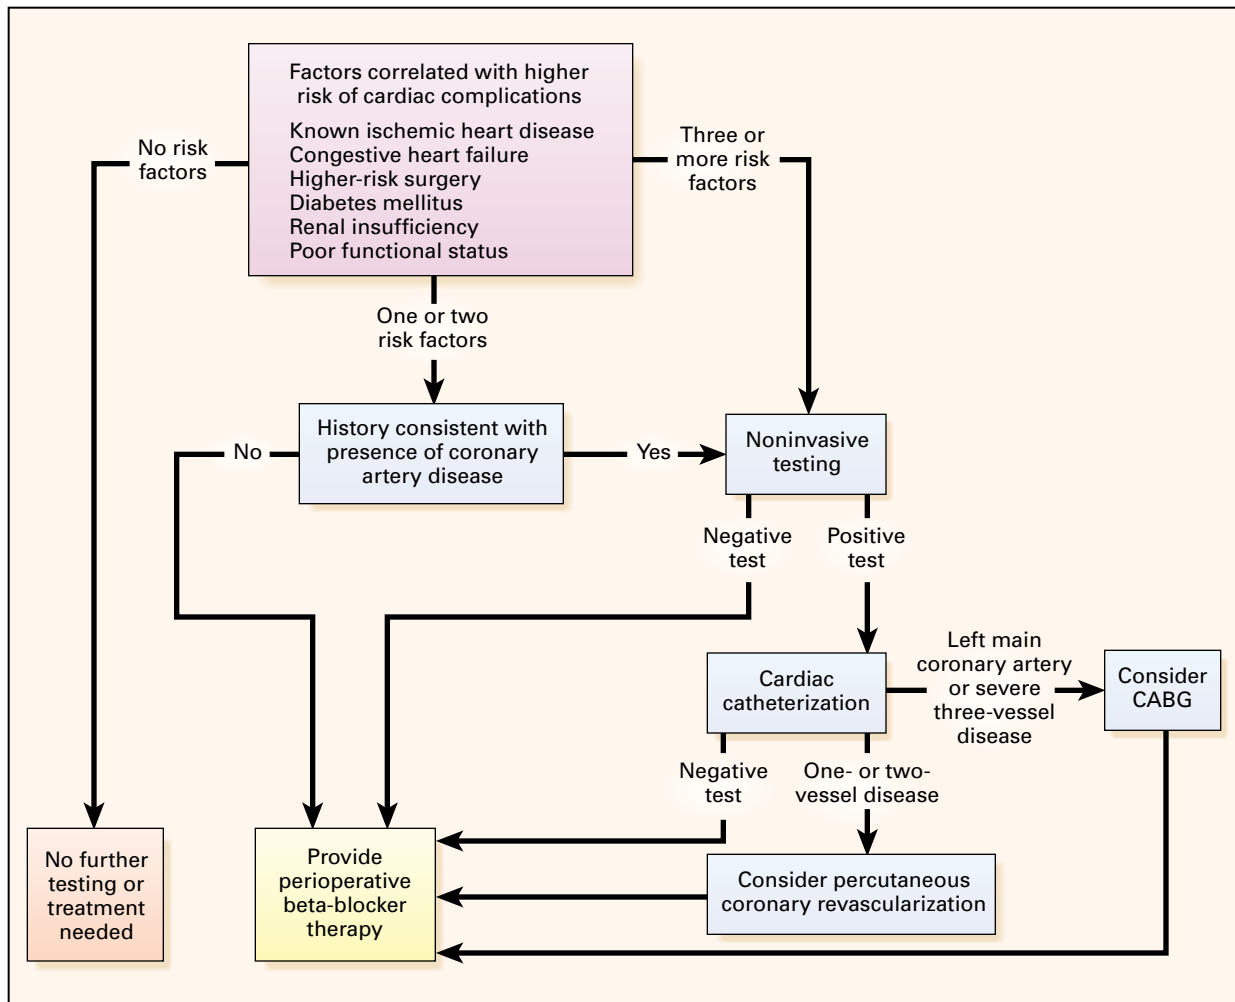 Factors correlated with higher
risk of cardiac complications
Known ischemic heart disease
Congestive heart failure
Higher-risk surgery
Diabetes mellitus
Renal insufficiency
Poor functional status
No risk
factors
Three or
more risk
factors
One or two
risk factors
History consistent with
presence of coronary
artery disease
No
Yes
Noninvasive
testing
Negative
test
Positive
test
Cardiac
catheterization
Left main
coronary artery
or severe
three-vessel
disease
Consider
CABG
Negative
test
One- or two-
vessel disease
No further
testing or
treatment
needed
Provide
perioperative
beta-blocker
therapy
Consider percutaneous
coronary revascularization